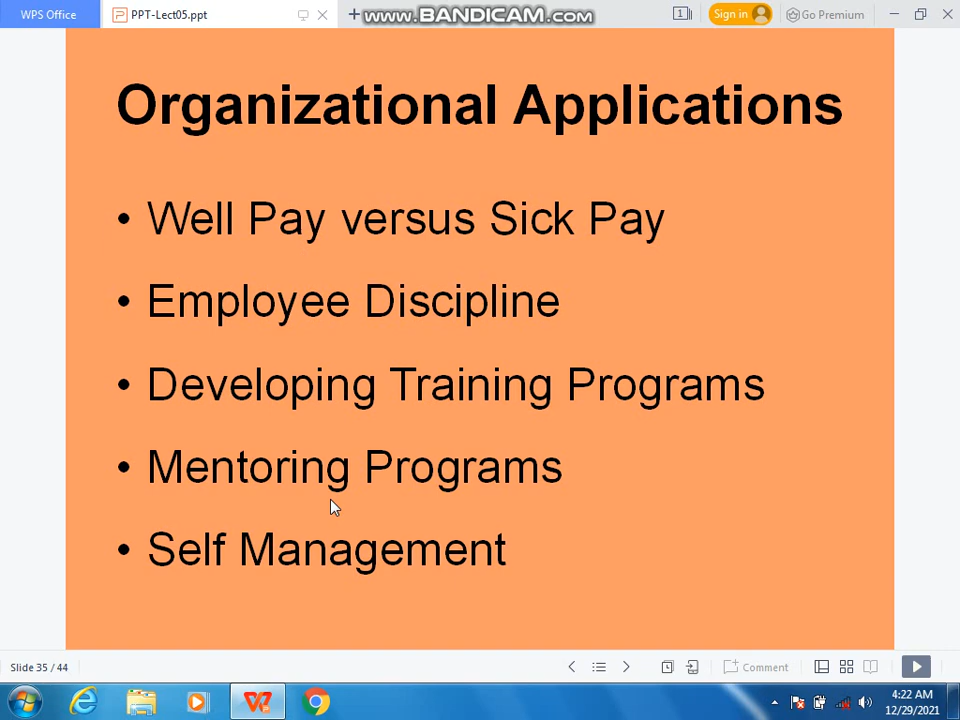 WPS Office
PPT-Lect05.ppt
www.BANDICAM.com
1
Sign in
Go Premium
Organizational Applications
• Well Pay versus Sick Pay
• Employee Discipline
• Developing Training Programs
• Mentoring Programs
• Self Management
Slide 35 / 44
Comment
4:22 AM
12/29/2021